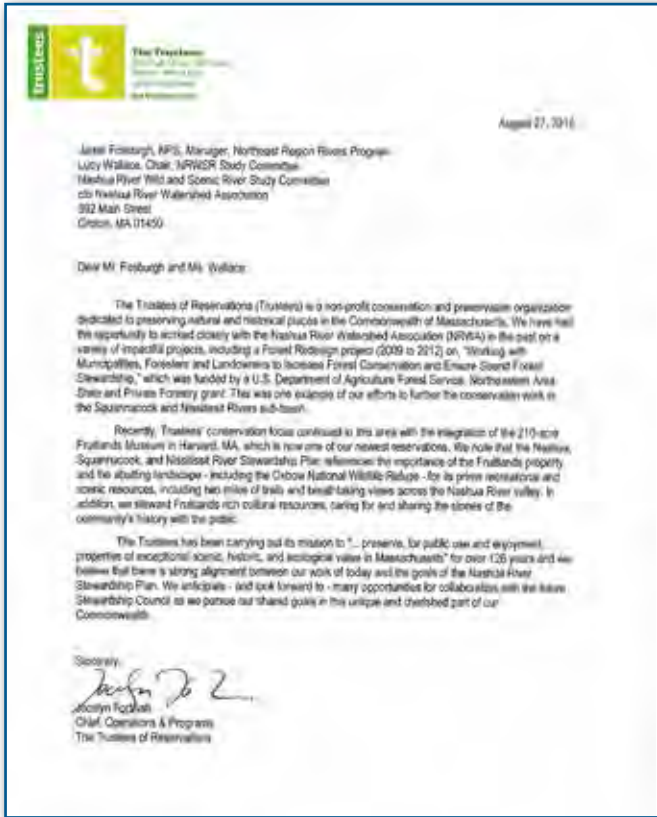 trustees
t
The Trustees
August 27, 201
Fosburgh, NPS, Manager, Northeast Region Rivers Program
Lucy Wallace, Chair, NRWSR Study Committee
Nashua River Wild and Scenic River Study Committee
c/o Nashua River Watershed Association
592 Main Street
Groton, MA 01450
Dear Mr. Fosburgh and Ms. Wallace:
The Trustees of Reservations (Trustees) is a non-profit conservation and preservation organization
dedicated to preserving natural and historical places in the Commonwealth of Massachusetts. We have had
the opportunity to worked closely with the Nashua River Watershed Association (NRWA) in the past on a
variety of impactful projects, including a Forest Redesign project (2009 to 2012) on, "Working with
Municipalities, Foresters and Landowners to Increase Forest Conservation and Ensure Sound Forest
Stewardship," which was funded by a U.S. Department of Agriculture Forest Service, Northeastern Area
State and Private Forestry grant. This was one example of our efforts to further the conservation work in
the Squannacook and Nissitissit Rivers sub-basin.
Recently, Trustees' conservation focus continued in this area with the integration of the 210-acre
Fruitlands Museum in Harvard, MA, which is now one of our newest reservations. We note that the Nashua,
Squannacook, and Nissitissit River Stewardship Plan references the importance of the Fruitlands property
and the abutting landscape - including the Oxbow National Wildlife Refuge - for its prime recreational and
scenic resources, including two miles of trails and breath-taking views across the Nashua River valley. In
addition, we steward Fruitlands rich cultural resources, caring for and sharing the stories of the
community's history with the public.
The Trustees has been carrying out its mission to "... preserve, for public use and enjoyment,
properties of exceptional scenic, historic, and ecological value in Massachusetts" for over 126 years and we
believe that there is strong alignment between our work of today and the goals of the Nashua River
Stewardship Plan. We anticipate - and look forward to - many opportunities for collaboration with the future
Stewardship Council as we pursue our shared goals in this unique and cherished part of our
Commonwealth.
Sincerely,
Jocelyn
Chief, Operations & Programs
The Trustees of Reservations